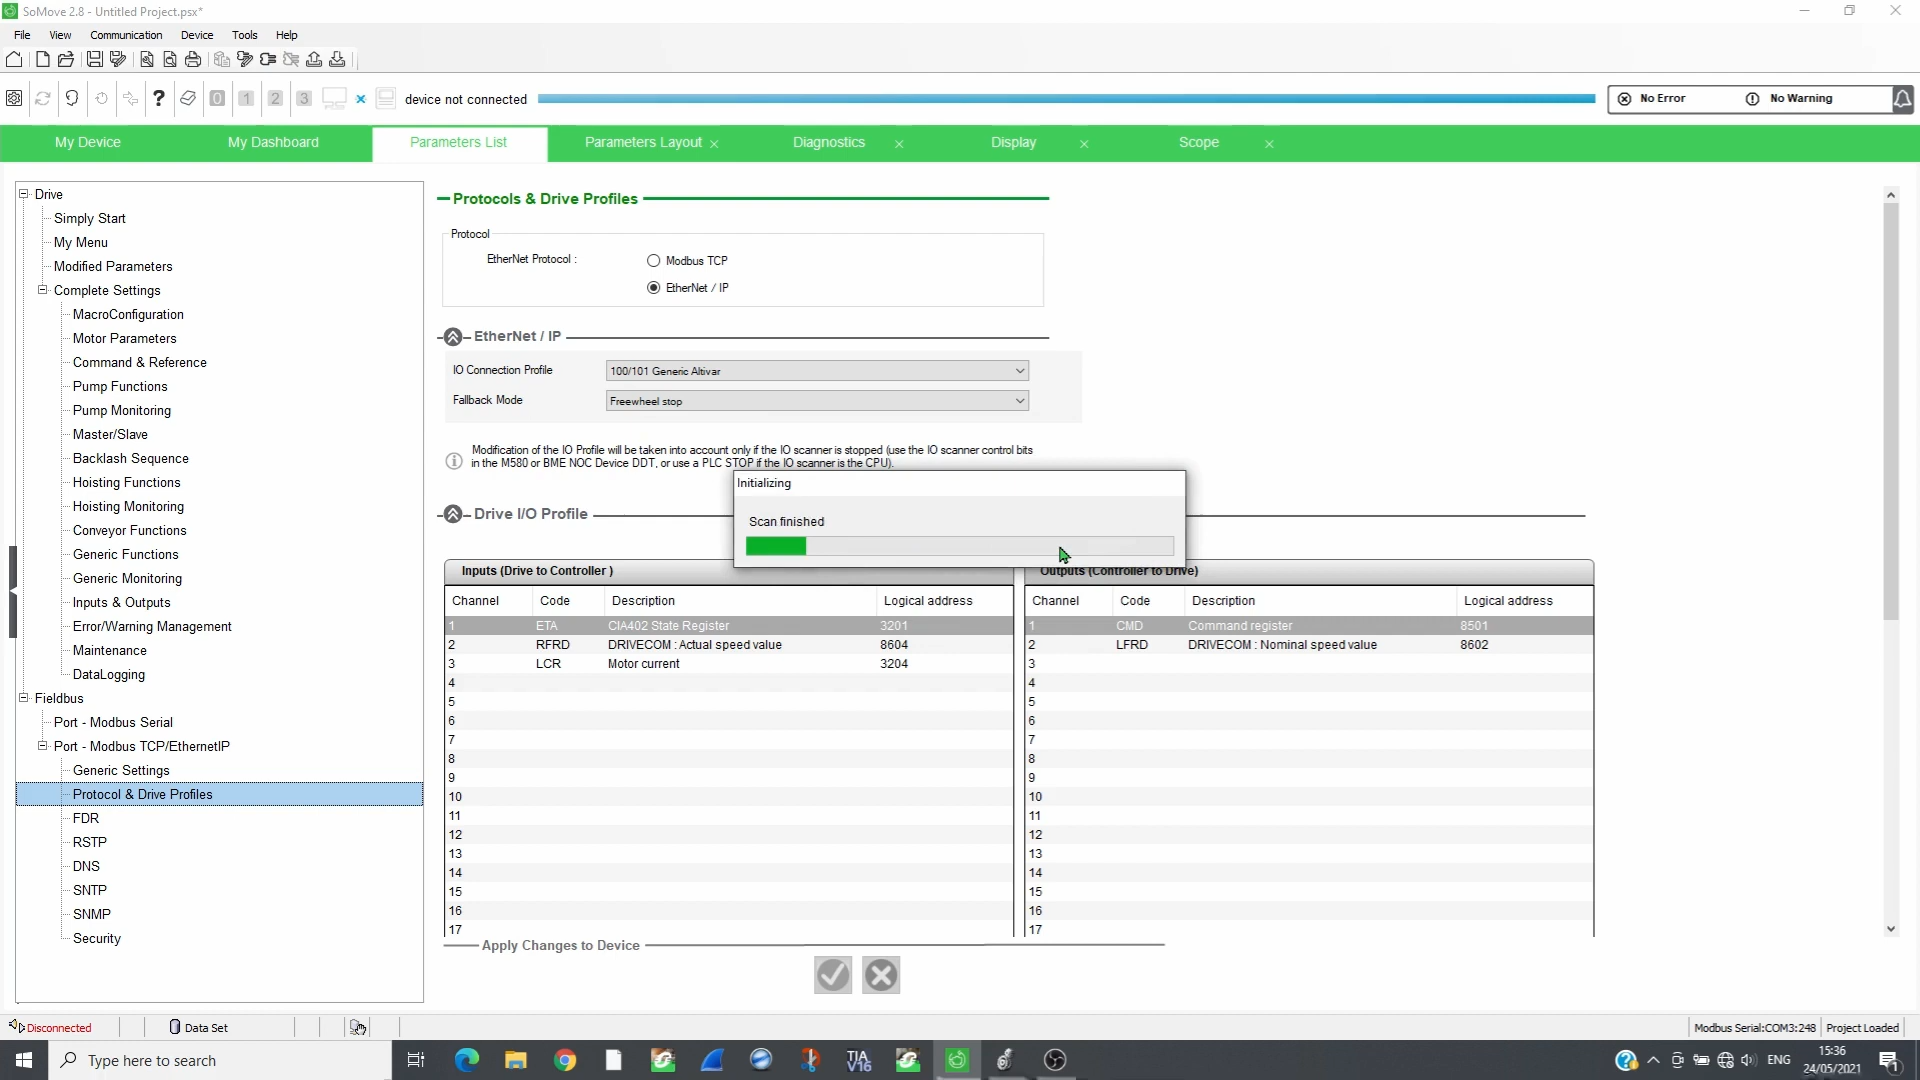 SoMove 2.8 - Untitled Project.psx*
File View Communication Device Tools Help
? 0 1 2 3 device not connected No Error No Warning
My Device My Dashboard Parameters List Parameters Layout Diagnostics Display Scope
Drive
Simply Start
My Menu
Modified Parameters
Complete Settings
MacroConfiguration
Motor Parameters
Command & Reference
Pump Functions
Pump Monitoring
Master/Slave
Backlash Sequence
Hoisting Functions
Hoisting Monitoring
Conveyor Functions
Generic Functions
Generic Monitoring
Inputs & Outputs
Error/Warning Management
Maintenance
DataLogging
Fieldbus
Port - Modbus Serial
Port - Modbus TCP/EthernetIP
Generic Settings
Protocol & Drive Profiles
FDR
RSTP
DNS
SNTP
SNMP
Security
Protocols & Drive Profiles
Protocol
EtherNet Protocol :
Modbus TCP
EtherNet / IP
EtherNet / IP
IO Connection Profile 100/101 Generic Altivar
Fallback Mode Freewheel stop
Modification of the IO Profile will be taken into account only if the IO scanner is stopped (use the IO scanner control bits
in the M580 or BME NOC Device DDT, or use a PLC STOP if the IO scanner is the CPU).
Initializing
Scan finished
Drive I/O Profile
Inputs (Drive to Controller )
Channel Code Description Logical address
1 ETA CIA402 State Register 3201
2 RFRD DRIVECOM : Actual speed value 8604
3 LCR Motor current 3204
4
5
6
7
8
9
10
11
12
13
14
15
16
17
Outputs (Controller to Drive)
Channel Code Description Logical address
1 CMD Command register 8501
2 LFRD DRIVECOM : Nominal speed value 8602
3
4
5
6
7
8
9
10
11
12
13
14
15
16
17
Apply Changes to Device
Disconnected Data Set Modbus Serial:COM3:248 Project Loaded
Type here to search
TIA
V16
ENG
15:36
24/05/2021
1